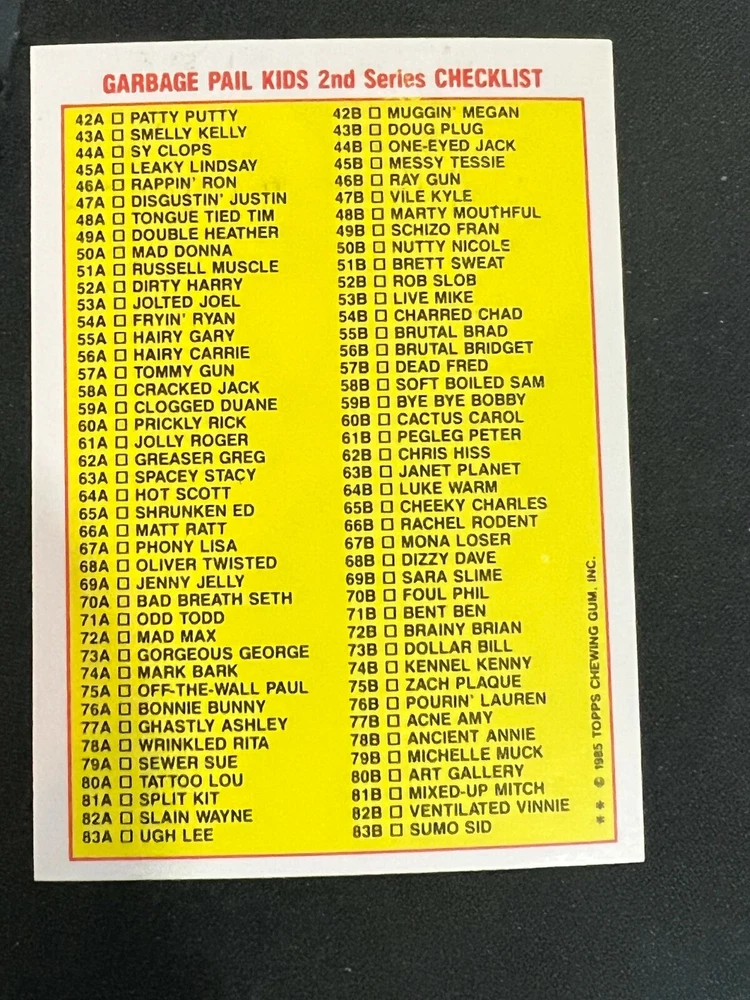 GARBAGE PAIL KIDS 2nd Series CHECKLIST
42A PATTY PUTTY
43A SMELLY KELLY
44A SY CLOPS
45A LEAKY LINDSAY
46A RAPPIN' RON
47A DISGUSTIN' JUSTIN
48A TONGUE TIED TIM
49A DOUBLE HEATHER
50A MAD DONNA
51A RUSSELL MUSCLE
52A DIRTY HARRY
53A JOLTED JOEL
54A FRYIN' RYAN
55A HAIRY GARY
56A HAIRY CARRIE
57A TOMMY GUN
58A CRACKED JACK
59A CLOGGED DUANE
60A PRICKLY RICK
61A JOLLY ROGER
62A GREASER GREG
63A SPACEY STACY
64A HOT SCOTT
65A SHRUNKEN ED
66A MATT RATT
67A PHONY LISA
68A OLIVER TWISTED
69A JENNY JELLY
70A BAD BREATH SETH
71A ODD TODD
72A MAD MAX
73A GORGEOUS GEORGE
74A MARK BARK
75A OFF-THE-WALL PAUL
76A BONNIE BUNNY
77A GHASTLY ASHLEY
78A WRINKLED RITA
79A SEWER SUE
80A TATTOO LOU
81A SPLIT KIT
82A SLAIN WAYNE
83A UGH LEE
42B MUGGIN' MEGAN
43B DOUG PLUG
44B ONE-EYED JACK
45B MESSY TESSIE
46B RAY GUN
47B VILE KYLE
48B MARTY MOUTHFUL
49B SCHIZO FRAN
50B NUTTY NICOLE
51B BRETT SWEAT
52B ROB SLOB
53B LIVE MIKE
54B CHARRED CHAD
55B BRUTAL BRAD
56B BRUTAL BRIDGET
57B DEAD FRED
58B SOFT BOILED SAM
59B BYE BYE BOBBY
60B CACTUS CAROL
61B PEGLEG PETER
62B CHRIS HISS
63B JANET PLANET
64B LUKE WARM
65B CHEEKY CHARLES
66B RACHEL RODENT
67B MONA LOSER
68B DIZZY DAVE
69B SARA SLIME
70B FOUL PHIL
71B BENT BEN
72B BRAINY BRIAN
73B DOLLAR BILL
74B KENNEL KENNY
75B ZACH PLAQUE
76B POURIN' LAUREN
77B ACNE AMY
78B ANCIENT ANNIE
79B MICHELLE MUCK
80B ART GALLERY
81B MIXED-UP MITCH
82B VENTILATED VINNIE
83B SUMO SID
** © 1985 TOPPS CHEWING GUM, INC.